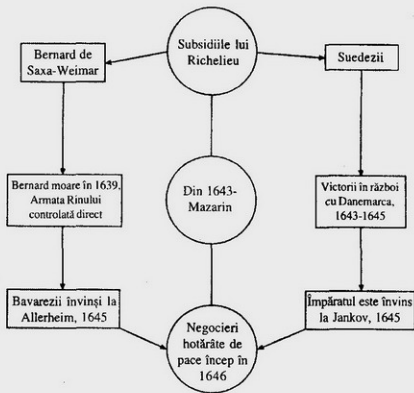 Subsidiile lui
Richelieu
Bernard de
Saxa-Weimar
Suedezii
Bernard moare în 1639,
Armata Rinului
controlată direct
Din 1643-
Mazarin
Victorii în război
cu Danemarca,
1643-1645
Bavarezii învinși la
Allerheim, 1645
Negocieri
hotărâte de
pace încep în
1646
Împăratul este învins
la Jankov, 1645